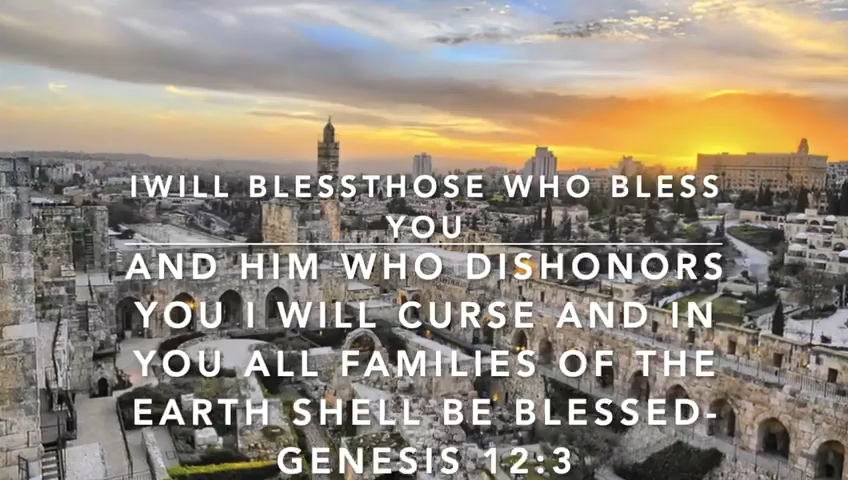 IWILL BLESSTHOSE WHO BLESS
YOU
AND HIM WHO DISHONORS
YOU I WILL CURSE AND IN
YOU ALL FAMILIES OF THE
EARTH SHELL BE BLESSED-
GENESIS 12:3